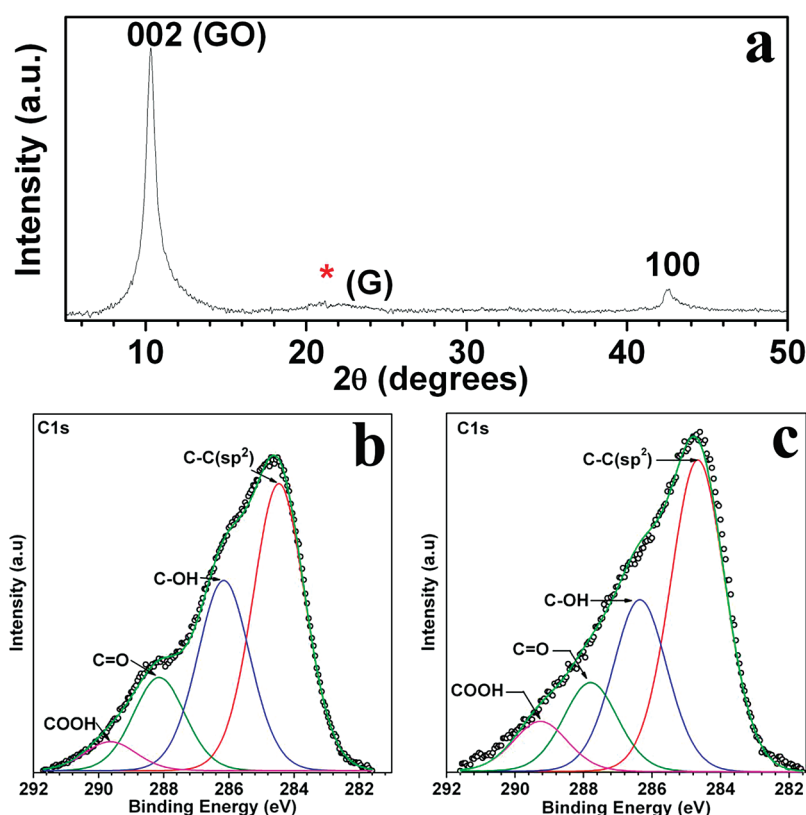 a
002 (GO)
*
(G)
100
Intensity (a.u.)
10 20 30 40 50
2θ (degrees)
b
C1s
C-C(sp²)
C-OH
C=O
COOH
Intensity (a.u)
292 290 288 286 284 282
Binding Energy (eV)
c
C1s
C-C(sp²)
C-OH
C=O
COOH
Intensity (a.u)
292 290 288 286 284 282
Binding Energy (eV)